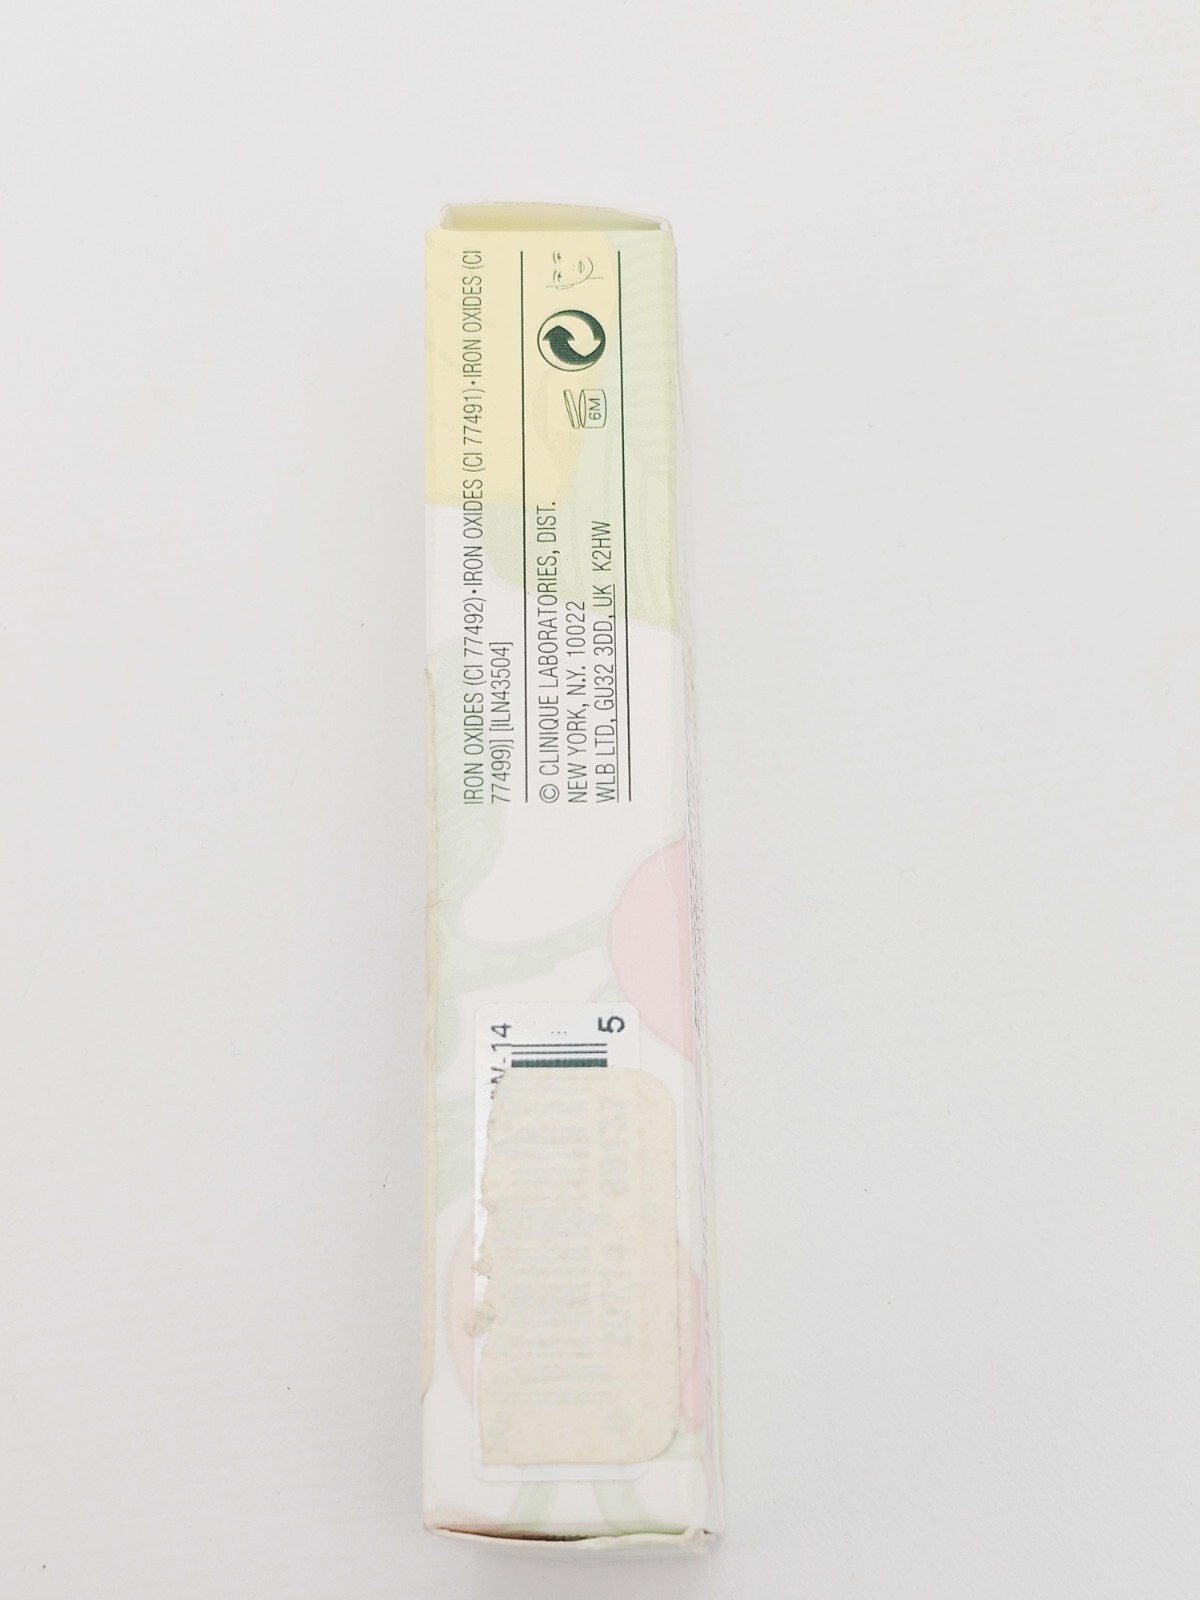 IRON OXIDES (CI 77492)•IRON OXIDES (CI 77491)•IRON OXIDES (CI
77499)] [ILN43504]
© CLINIQUE LABORATORIES, DIST.
NEW YORK, N.Y. 10022
WLB LTD, GU32 3DD, UK K2HW
6M
-14
5